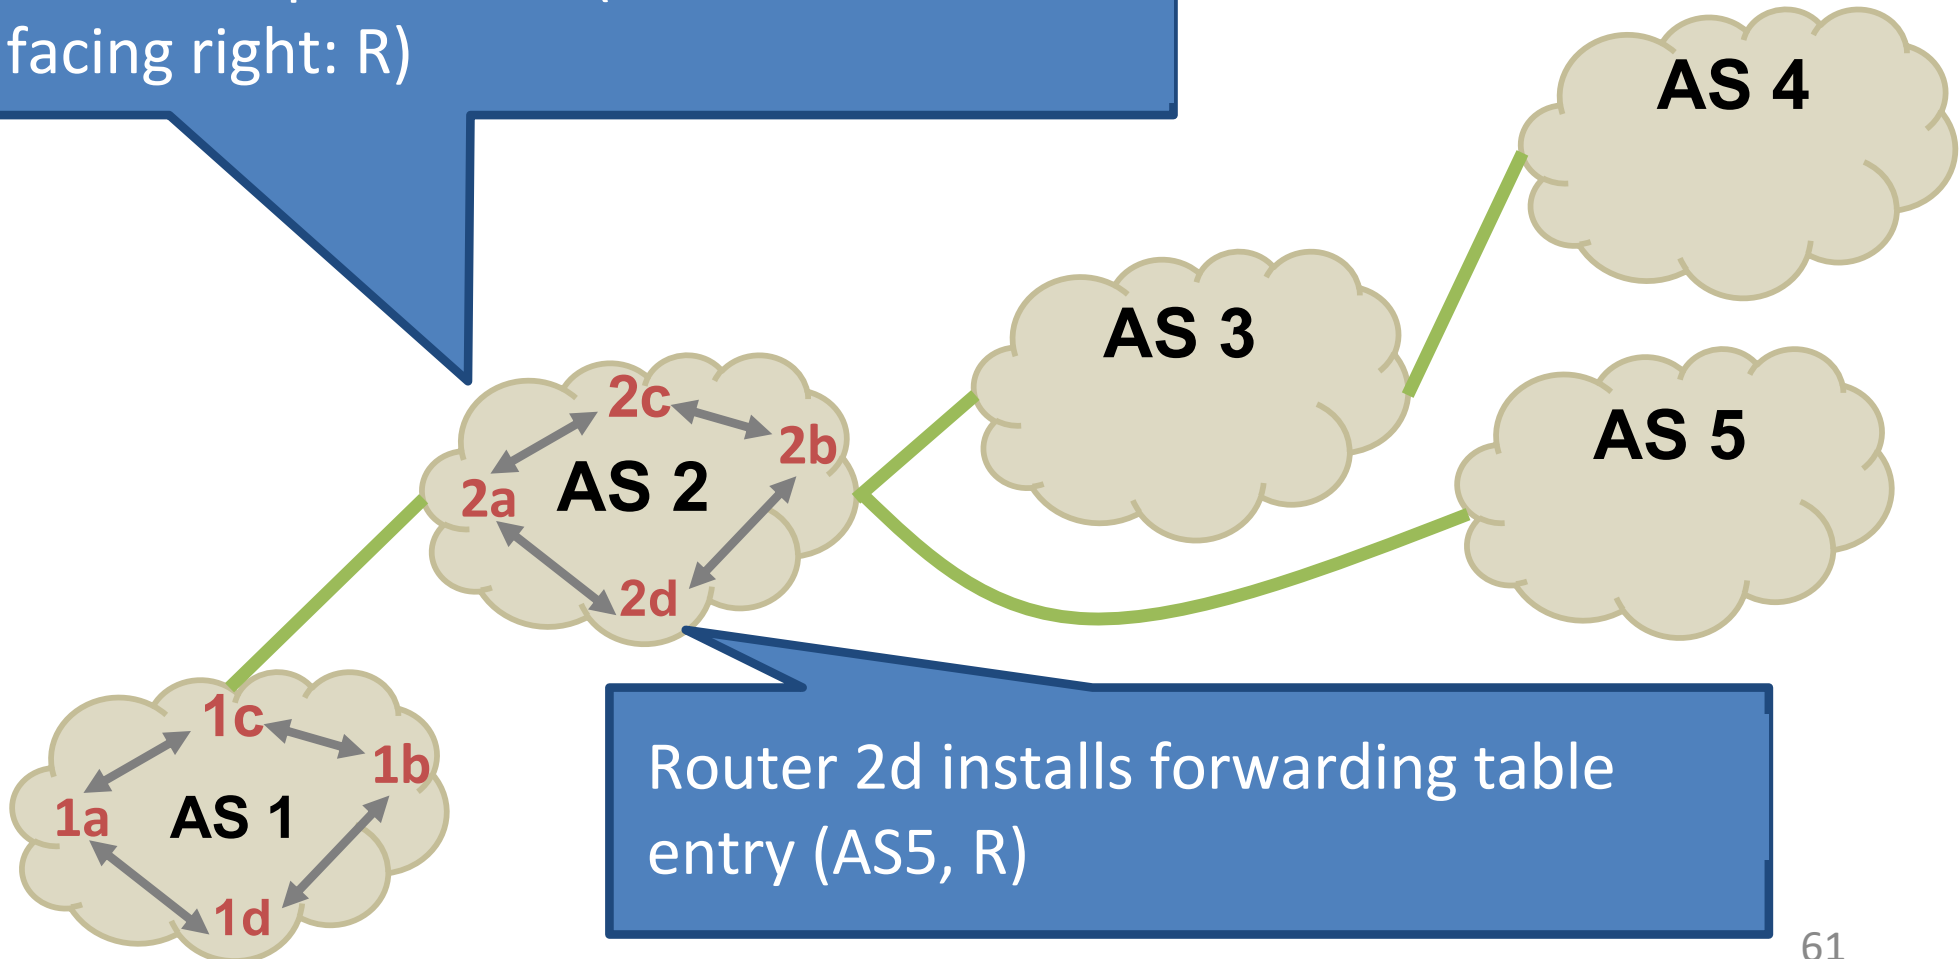 facing right: R)
AS 4
AS 3
AS 5
2c
2b
AS 2
2a
2d
1c
1b
1a
AS 1
1d
Router 2d installs forwarding table
entry (AS5, R)
61